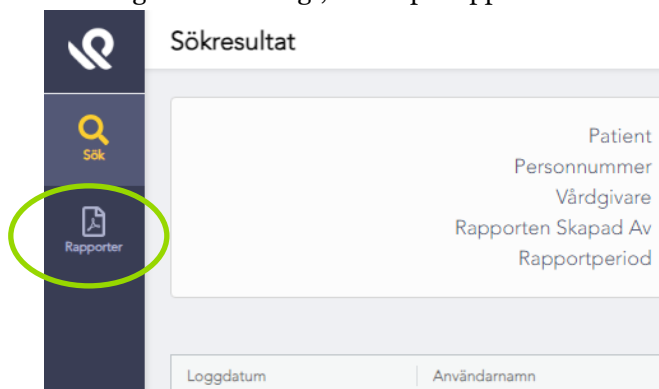 Sökresultat
Sök
Rapporter
Patient
Personnummer
Vårdgivare
Rapporten Skapad Av
Rapportperiod
Loggdatum Användarnamn